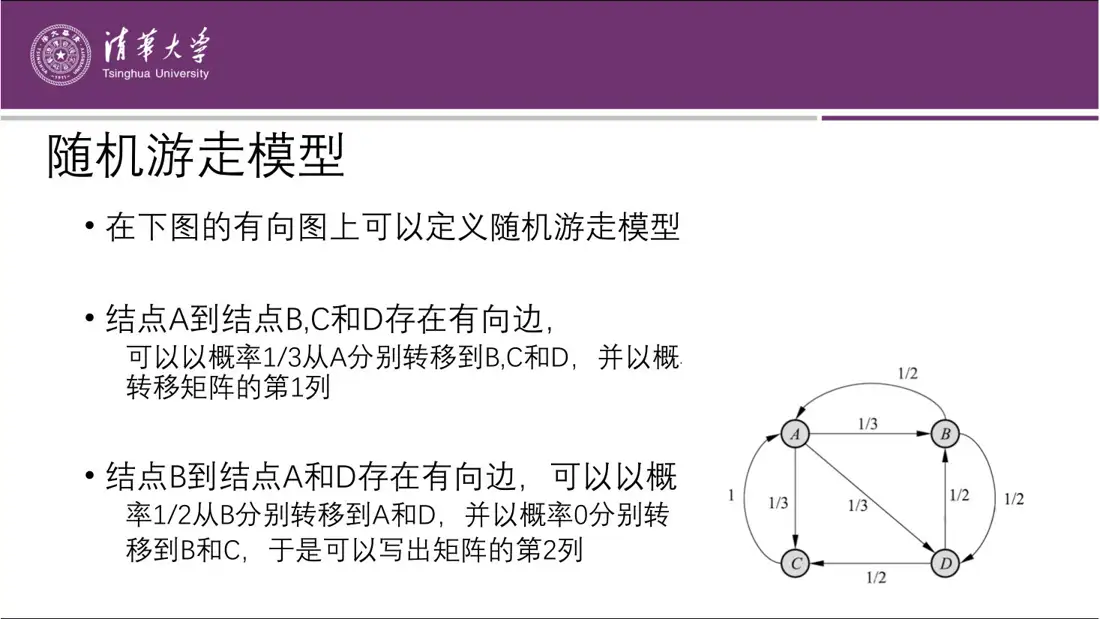 清华大学
Tsinghua University
随机游走模型
• 在下图的有向图上可以定义随机游走模型
• 结点A到结点B,C和D存在有向边，
可以以概率1/3从A分别转移到B,C和D，并以概
转移矩阵的第1列
• 结点B到结点A和D存在有向边，可以以概
率1/2从B分别转移到A和D，并以概率0分别转
移到B和C，于是可以写出矩阵的第2列
1/2
A
1/3
B
1
1/3
1/3
1/2
1/2
C
1/2
D